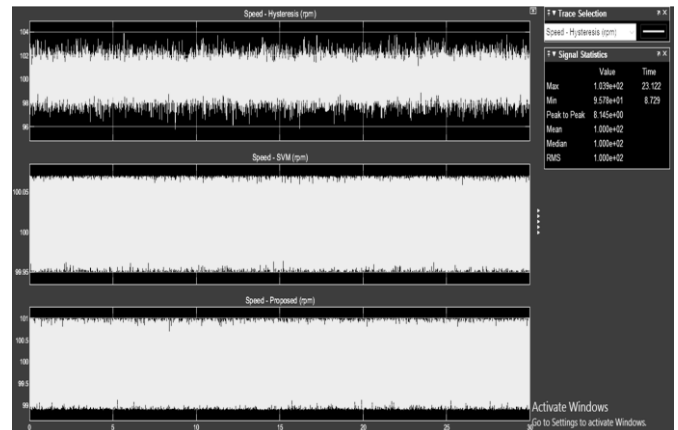 Speed - Hysteresis (rpm)
104
102
100
98
96
Speed - SVM (rpm)
100.05
100
99.95
Speed - Proposed (rpm)
101
100.5
100
99.5
99
0 5 10 15 20 25 30
Trace Selection
Speed - Hysteresis (rpm)
Signal Statistics
Value Time
Max 1.039e+02 23.122
Min 9.578e+01 8.729
Peak to Peak 8.145e+00
Mean 1.000e+02
Median 1.000e+02
RMS 1.000e+02
Activate Windows
Go to Settings to activate Windows.